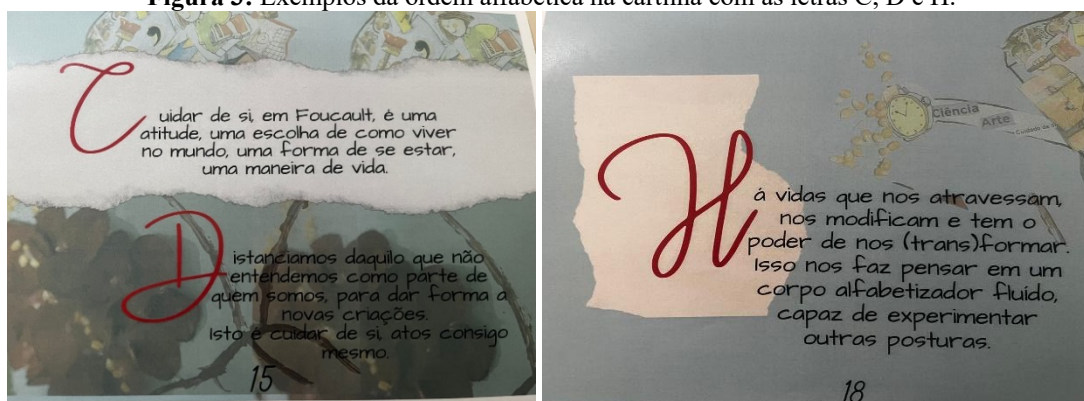 Figura 3: Exemplos da ordem alfabética na cartilha com as letras C, D e H.
Cuidar de si, em Foucault, é uma
atitude, uma escolha de como viver
no mundo, uma forma de se estar,
uma maneira de vida.
Distanciamos daquilo que não
entendemos como parte de
quem somos, para dar forma a
novas criações.
Isto é cuidar de si, atos consigo
mesmo.
15
Ciência
Arte
Há vidas que nos atravessam,
nos modificam e tem o
poder de nos (trans)formar.
Isso nos faz pensar em um
corpo alfabetizador fluido,
capaz de experimentar
outras posturas.
18